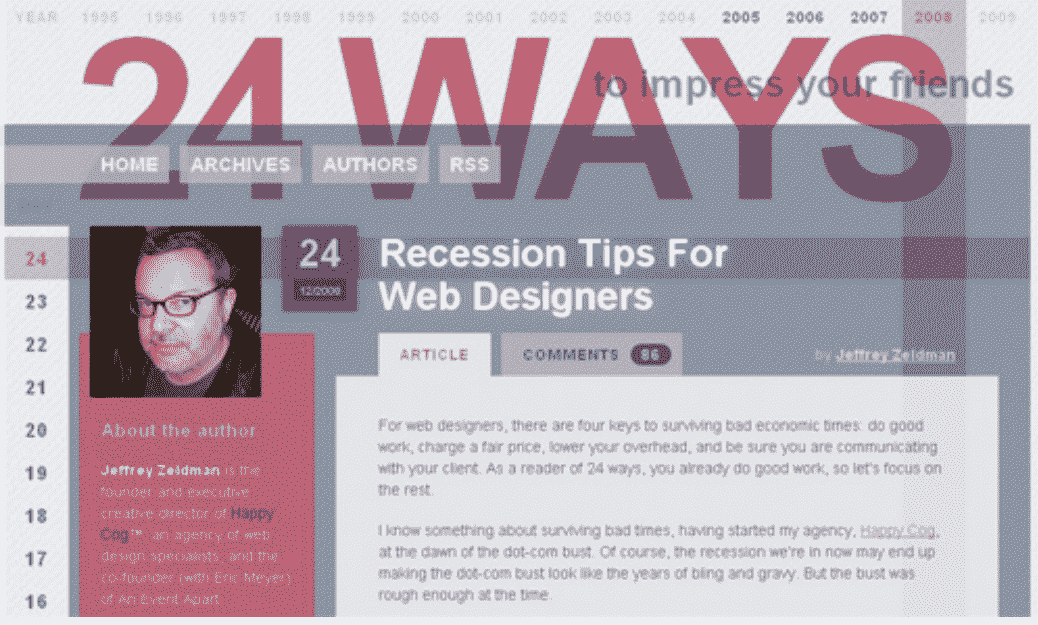 YEAR 1995 1996 1997 1998 1999 2000 2001 2002 2003 2004 2005 2006 2007 2008 2009
24 WAYS
to impress your friends
HOME ARCHIVES AUTHORS RSS
24
23
22
21
20
19
18
17
16
24
12/2008
Recession Tips For
Web Designers
ARTICLE COMMENTS 86
by Jeffrey Zeldman
About the author
Jeffrey Zeldman is the
founder and executive
creative director of Happy
Cog™, an agency of web
design specialists, and the
co-founder (with Eric Meyer)
of An Event Apart.
For web designers, there are four keys to surviving bad economic times: do good
work, charge a fair price, lower your overhead, and be sure you are communicating
with your client. As a reader of 24 ways, you already do good work, so let's focus on
the rest.
I know something about surviving bad times, having started my agency, Happy Cog,
at the dawn of the dot-com bust. Of course, the recession we're in now may end up
making the dot-com bust look like the years of bling and gravy. But the bust was
rough enough at the time.